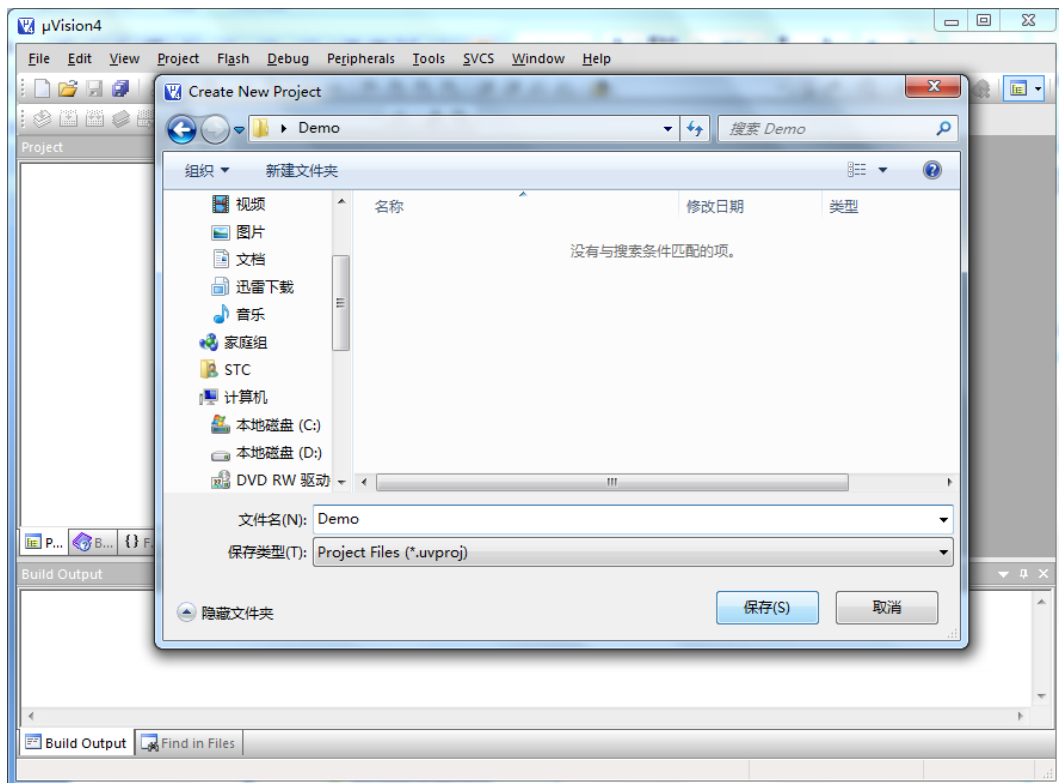 µVision4
File Edit View Project Flash Debug Peripherals Tools SVCS Window Help
Create New Project
Demo
搜索 Demo
Project
组织 新建文件夹
名称 修改日期 类型
没有与搜索条件匹配的项。
视频
图片
文档
迅雷下载
音乐
家庭组
STC
计算机
本地磁盘 (C:)
本地磁盘 (D:)
DVD RW 驱动
文件名(N): Demo
保存类型(T): Project Files (*.uvproj)
P... B... {} F
Build Output
隐藏文件夹 保存(S) 取消
Build Output Find in Files